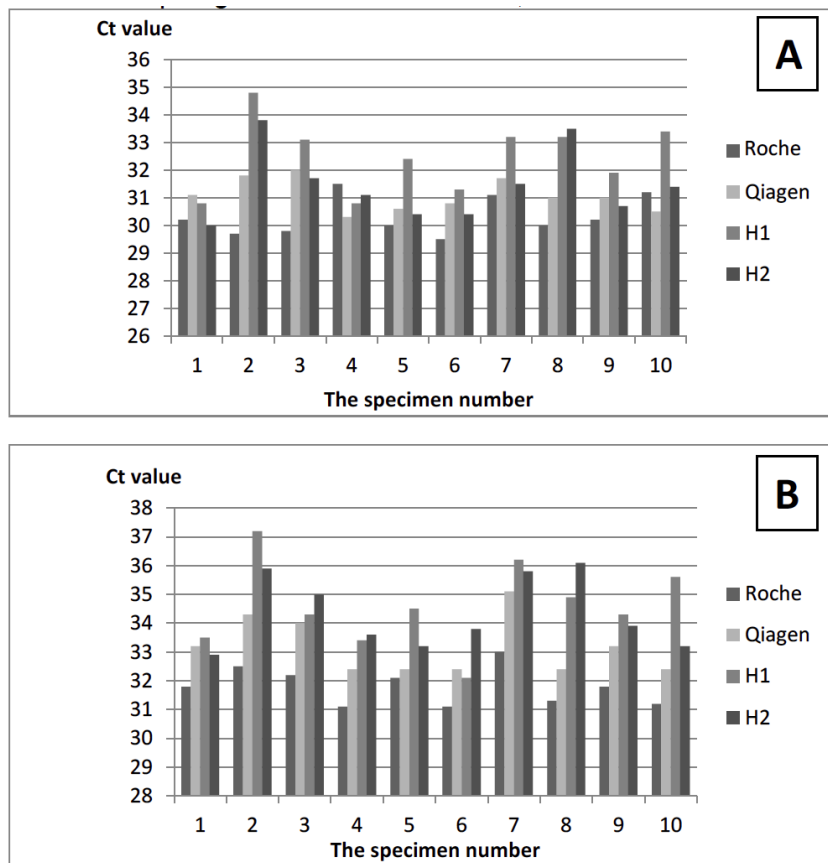 Ct value
A
36
35
34
33
32
31
30
29
28
27
26
1 2 3 4 5 6 7 8 9 10
The specimen number
Roche
Qiagen
H1
H2
Ct value
B
38
37
36
35
34
33
32
31
30
29
28
1 2 3 4 5 6 7 8 9 10
The specimen number
Roche
Qiagen
H1
H2